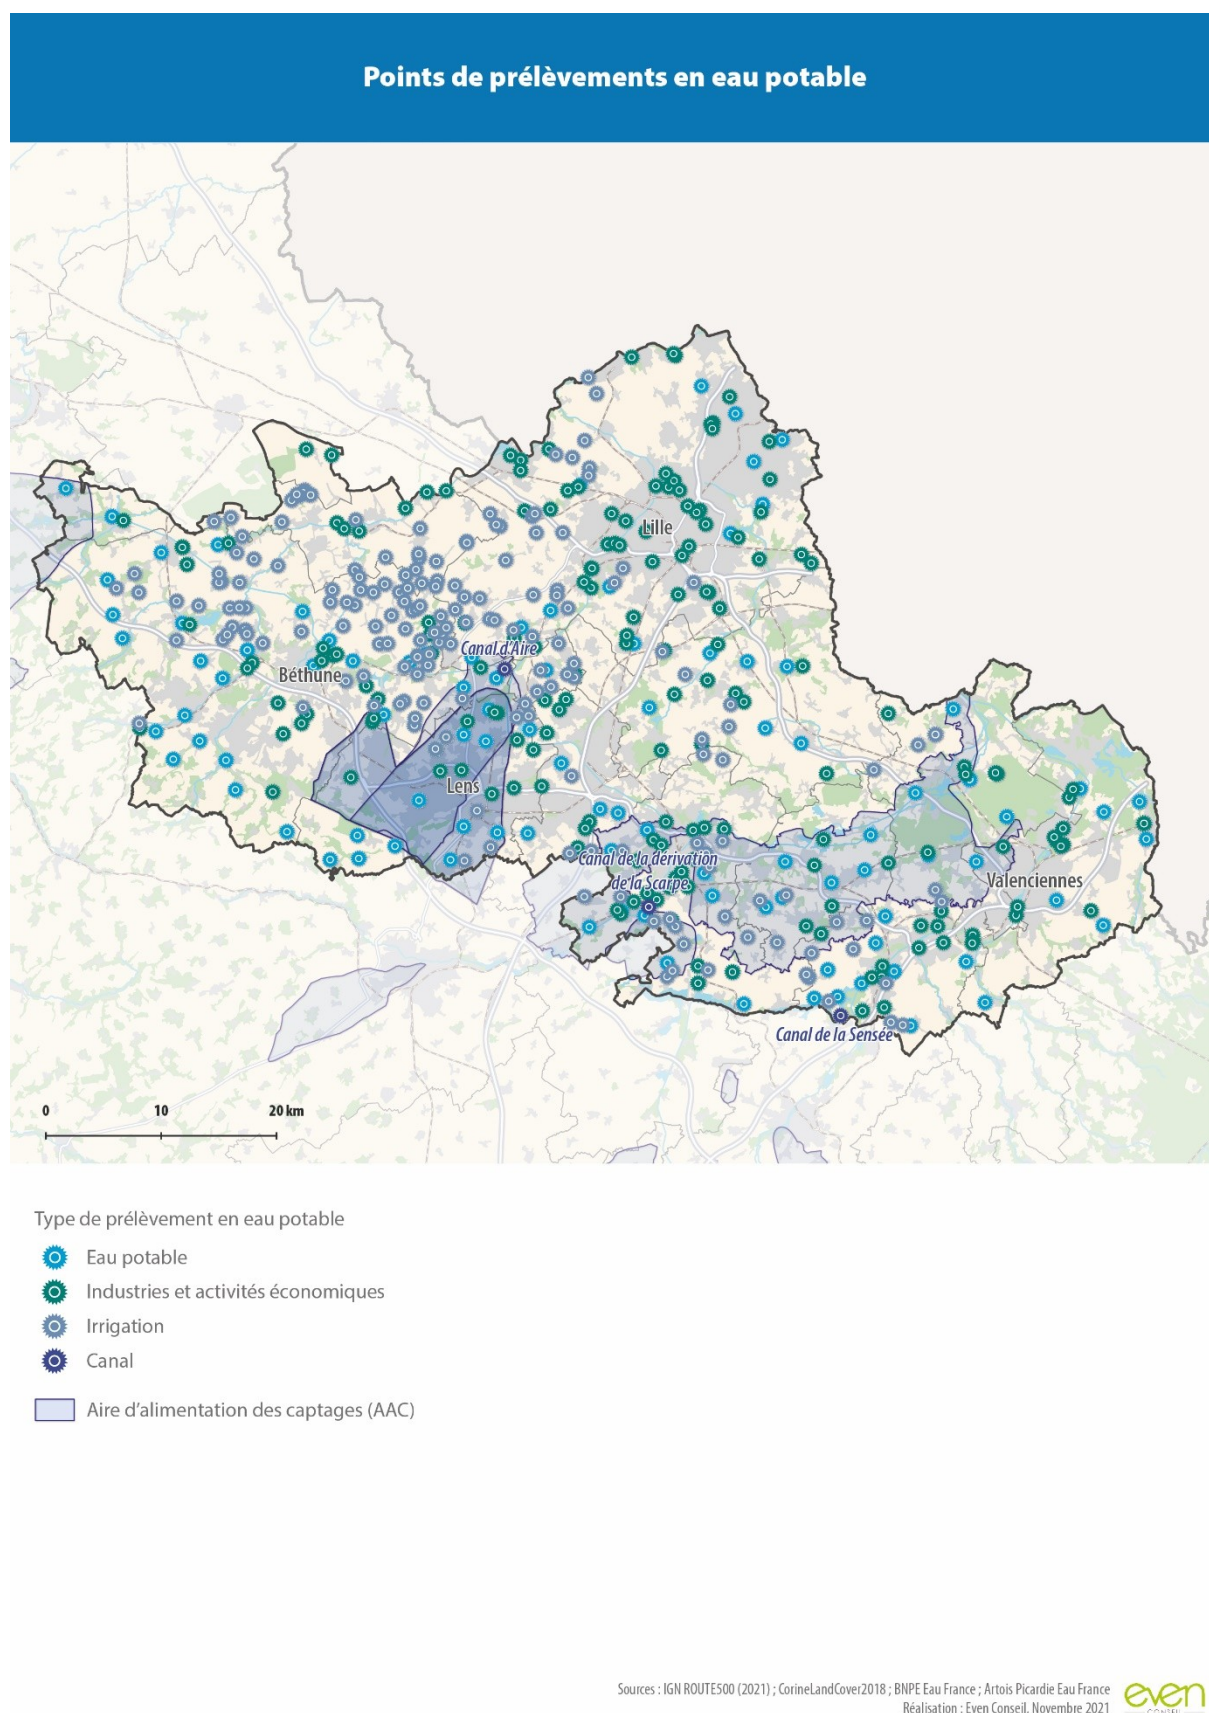 Points de prélèvements en eau potable
Lille
Canal d'Aire
Béthune
Lens
Canal de la dérivation
de la Scarpe
Valenciennes
Canal de la Sensée
0 10 20 km
Type de prélèvement en eau potable
Eau potable
Industries et activités économiques
Irrigation
Canal
Aire d'alimentation des captages (AAC)
Sources : IGN ROUTE500 (2021) ; CorineLandCover2018 ; BNPE Eau France ; Artois Picardie Eau France
Réalisation : Even Conseil, Novembre 2021
even
CONSEIL